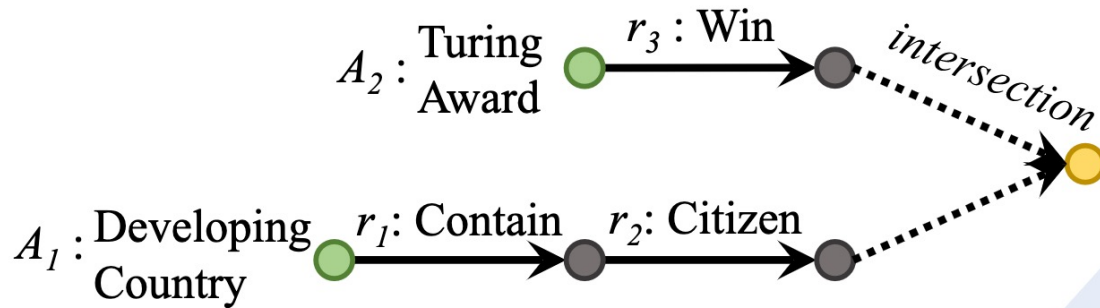 A₂ : Turing Award
r₃ : Win
intersection
A₁ : Developing Country
r₁: Contain
r₂: Citizen